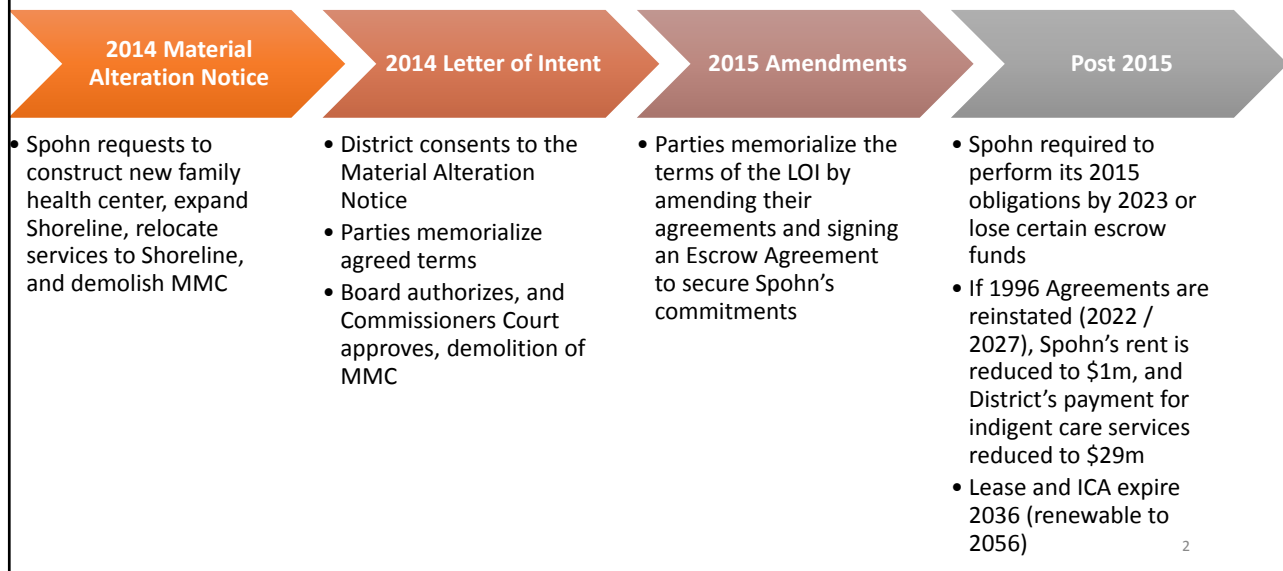 2014 Material
Alteration Notice
• Spohn requests to
construct new family
health center, expand
Shoreline, relocate
services to Shoreline,
and demolish MMC
2014 Letter of Intent
• District consents to the
Material Alteration
Notice
• Parties memorialize
agreed terms
• Board authorizes, and
Commissioners Court
approves, demolition of
MMC
2015 Amendments
• Parties memorialize the
terms of the LOI by
amending their
agreements and signing
an Escrow Agreement
to secure Spohn’s
commitments
Post 2015
• Spohn required to
perform its 2015
obligations by 2023 or
lose certain escrow
funds
• If 1996 Agreements are
reinstated (2022 /
2027), Spohn’s rent is
reduced to $1m, and
District’s payment for
indigent care services
reduced to $29m
• Lease and ICA expire
2036 (renewable to
2056)
2